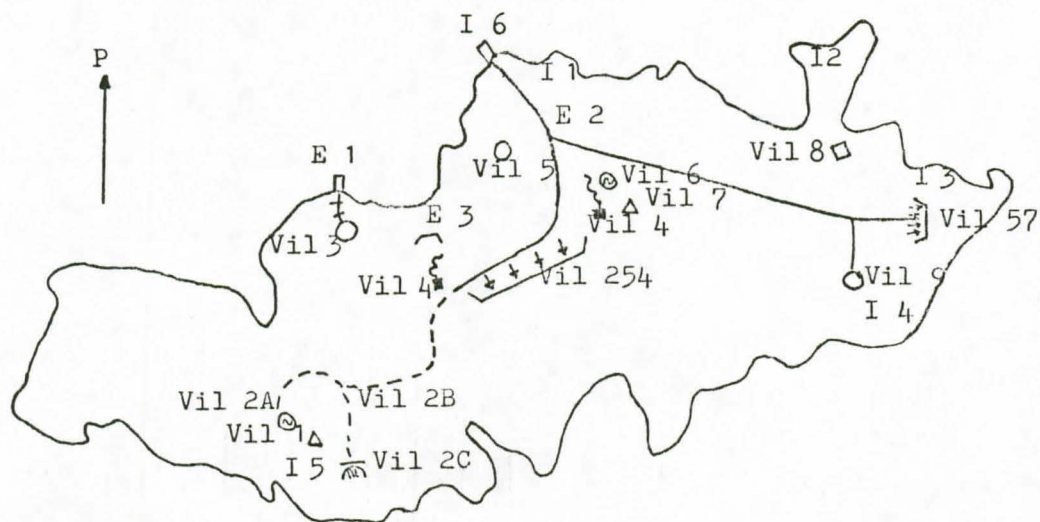 I 6
P
I 1
I2
E 2
E 1
Vil 5
Vil 8
Vil 6
I 3
Vil 7
E 3
Vil 4
Vil 57
Vil 3
Vil 4
Vil 254
Vil 9
I 4
Vil 2A
Vil 2B
Vil 1
I 5
Vil 2C